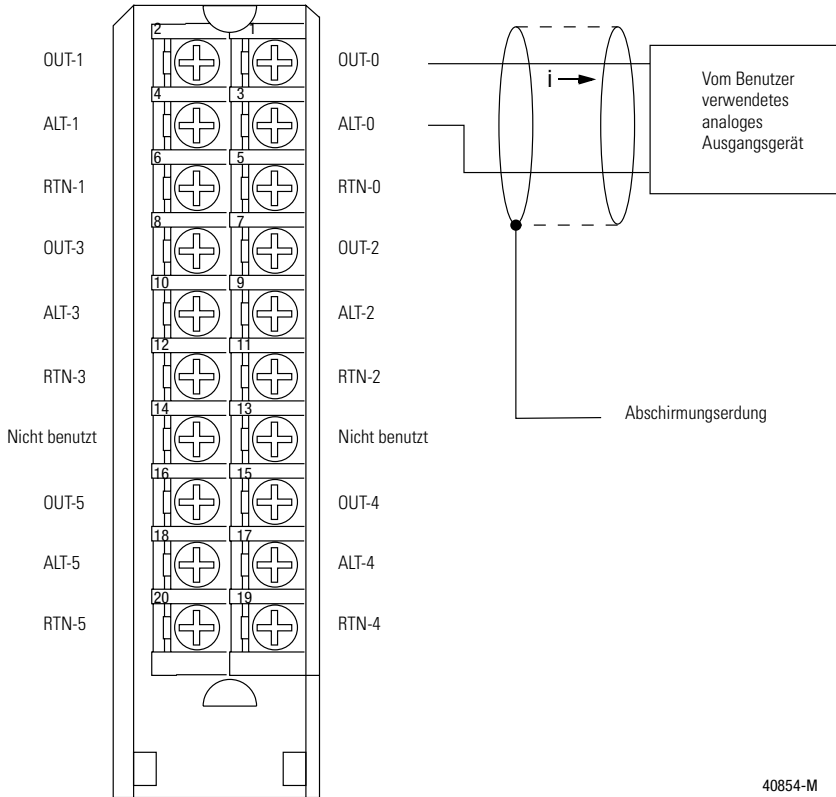 2 1
OUT-1 OUT-0
4 3
ALT-1 ALT-0
6 5
RTN-1 RTN-0
8 7
OUT-3 OUT-2
10 9
ALT-3 ALT-2
12 11
RTN-3 RTN-2
14 13
Nicht benutzt Nicht benutzt
16 15
OUT-5 OUT-4
18 17
ALT-5 ALT-4
20 19
RTN-5 RTN-4
i
Vom Benutzer
verwendetes
analoges
Ausgangsgerät
Abschirmungserdung
40854-M